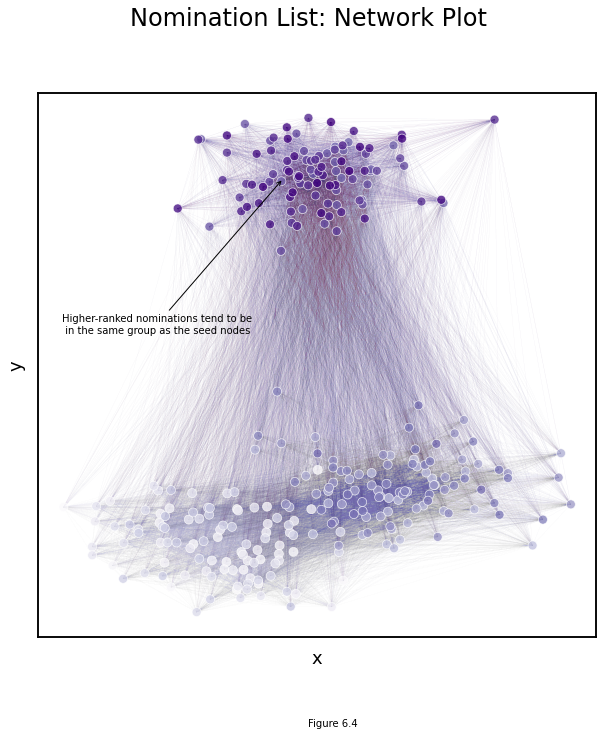 Nomination List: Network Plot
Higher-ranked nominations tend to be
in the same group as the seed nodes
y
x
Figure 6.4